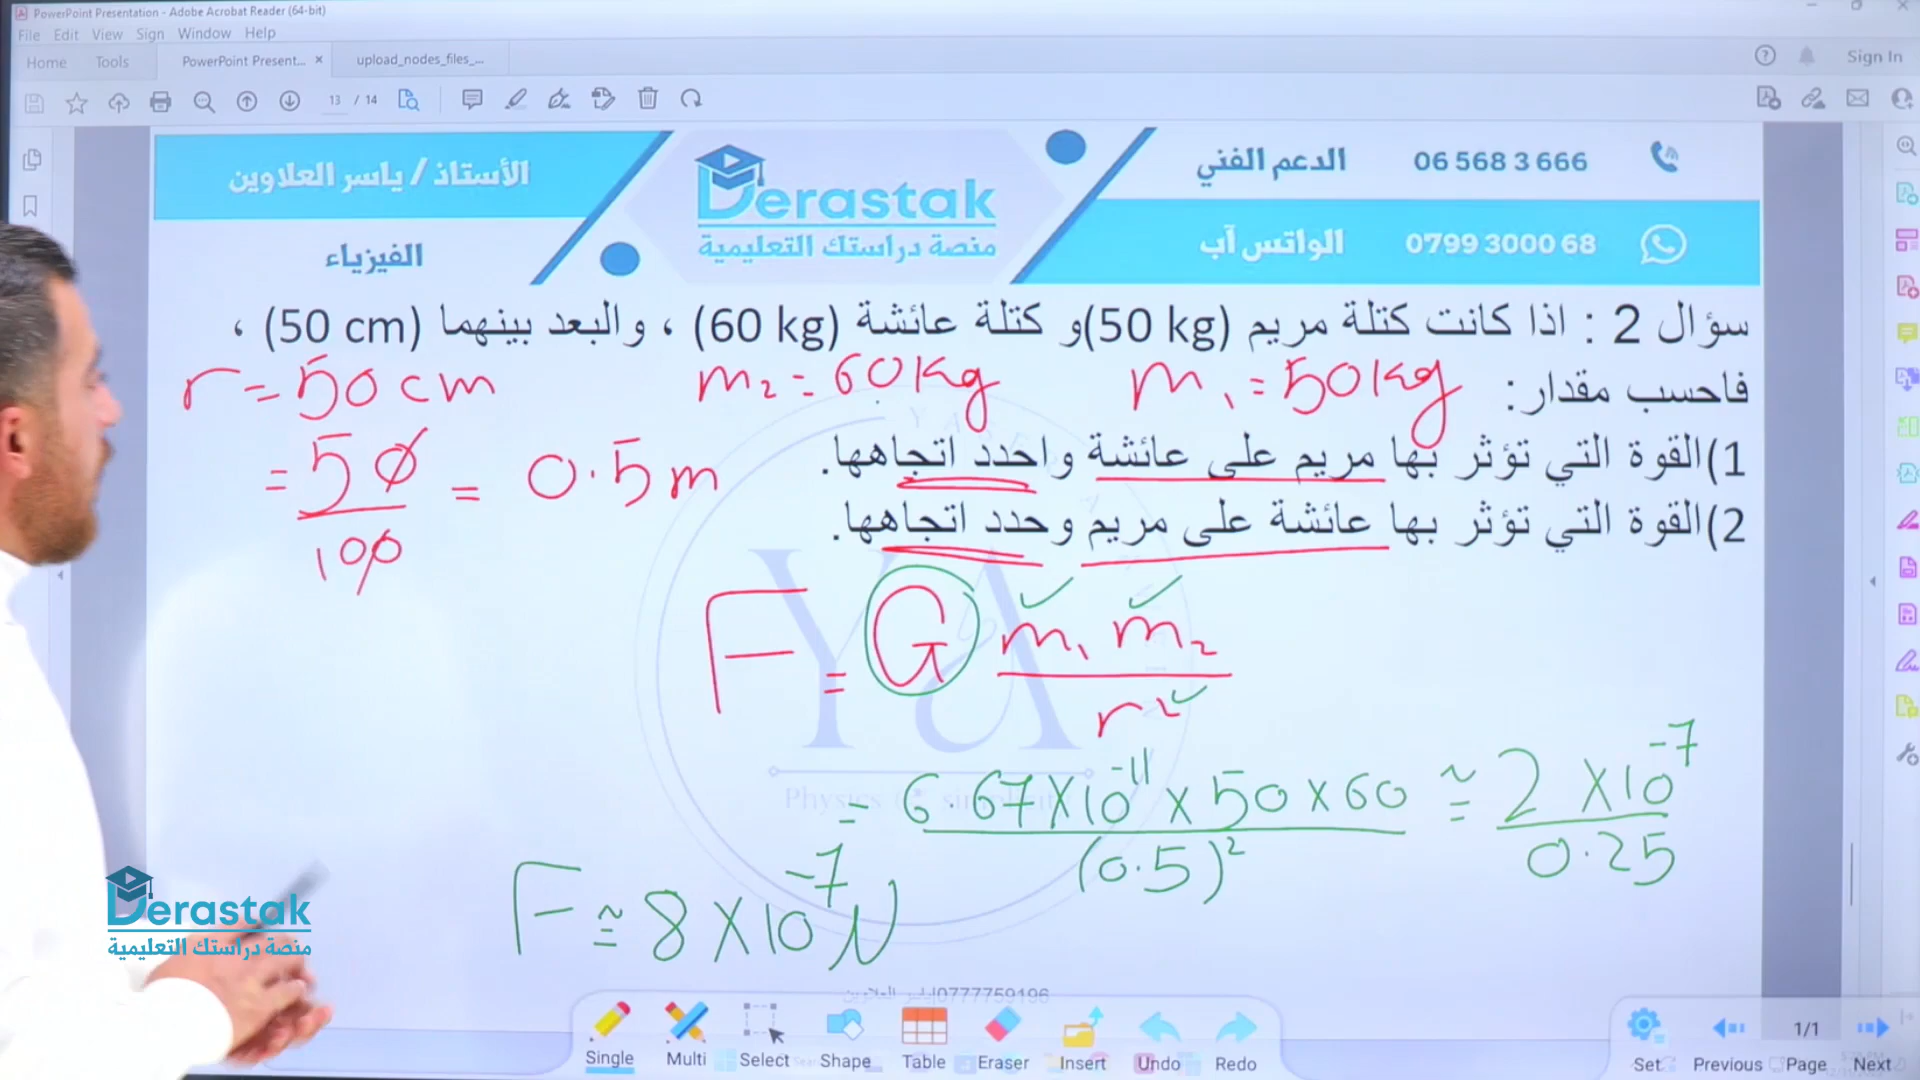 PowerPoint Presentation - Adobe Acrobat Reader (64-bit)
File Edit View Sign Window Help
Home Tools PowerPoint Present... × upload_nodes_files_... Sign In
13 / 14
الأستاذ / ياسر العلاوين
الفيزياء
Derastak
منصة دراستك التعليمية
الدعم الفني 06 568 3 666
الواتس آب 0799 3000 68
سؤال 2 : اذا كانت كتلة مريم (50 kg)و كتلة عائشة (60 kg) ، والبعد بينهما (50 cm) ،
فاحسب مقدار:
m₁ = 50 kg
m₂ = 60 kg
r = 50 cm
= 50/100 = 0.5 m
1)القوة التي تؤثر بها مريم على عائشة واحدد اتجاهها.
2)القوة التي تؤثر بها عائشة على مريم وحدد اتجاهها.
F = G m₁ m₂ / r²
= 6.67 X 10⁻¹¹ x 50 x 60 / (0.5)² ≅ 2 X 10⁻⁷ / 0.25
F ≅ 8 X 10⁻⁷ N
YA
Derastak
منصة دراستك التعليمية
0777759196
Single Multi Select Shape Table Eraser Insert Undo Redo
1/1
Set Previous Page Next